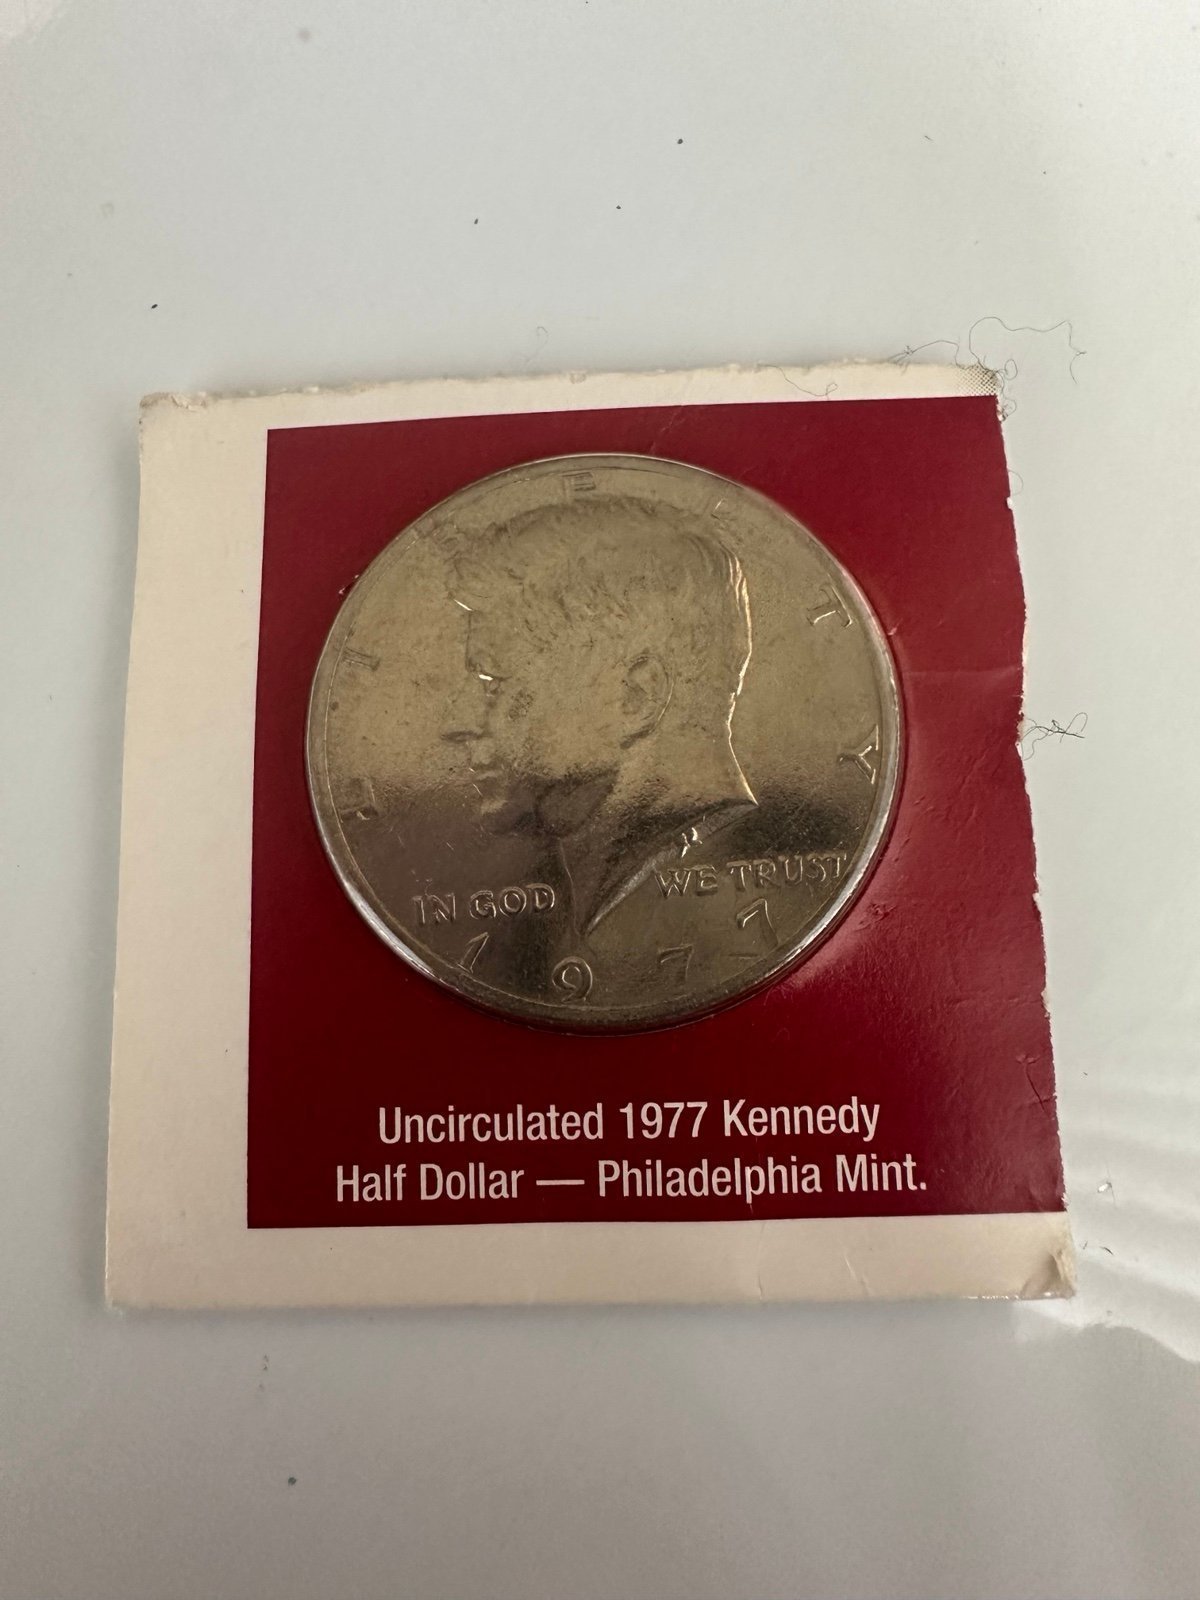 LIBERTY
IN GOD WE TRUST
1977
Uncirculated 1977 Kennedy
Half Dollar — Philadelphia Mint.